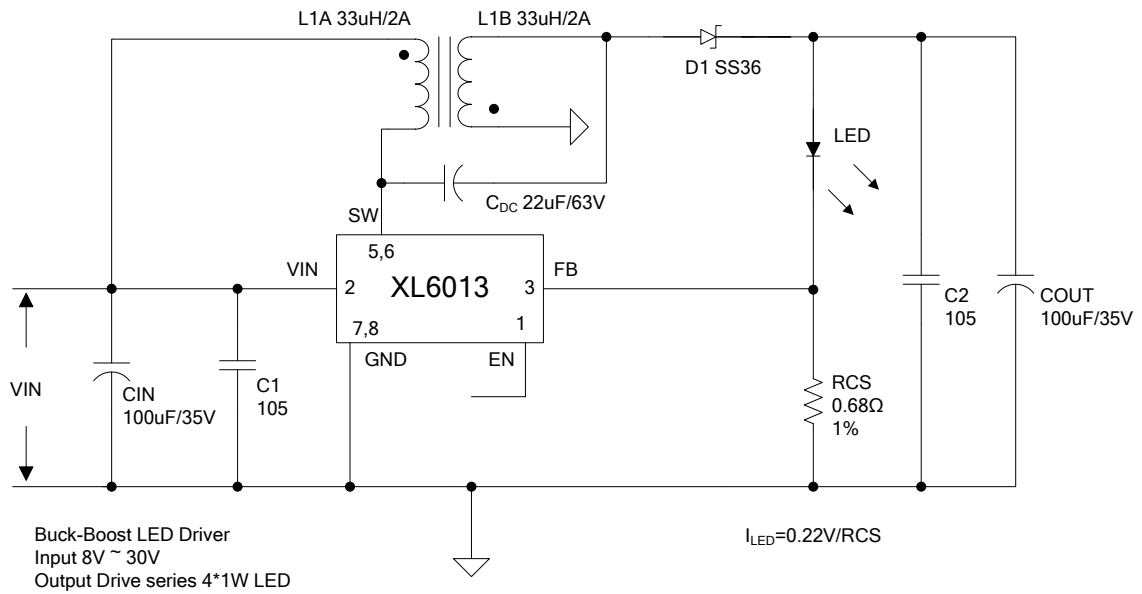 L1A 33uH/2A
L1B 33uH/2A
D1 SS36
LED
CDC 22uF/63V
SW
5,6
VIN
FB
2
XL6013
3
7,8
1
GND
EN
VIN
CIN
100uF/35V
C1
105
C2
105
COUT
100uF/35V
RCS
0.68Ω
1%
Buck-Boost LED Driver
Input 8V ~ 30V
Output Drive series 4*1W LED
ILED=0.22V/RCS